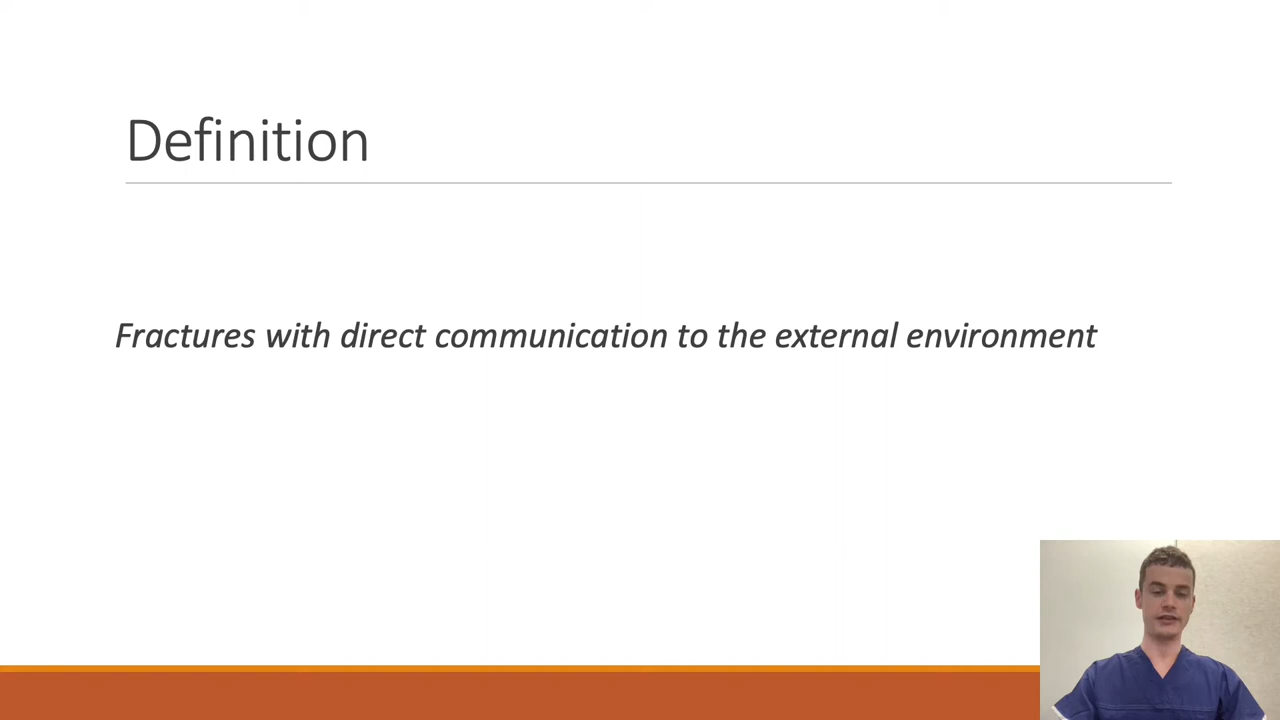 Definition
Fractures with direct communication to the external environment